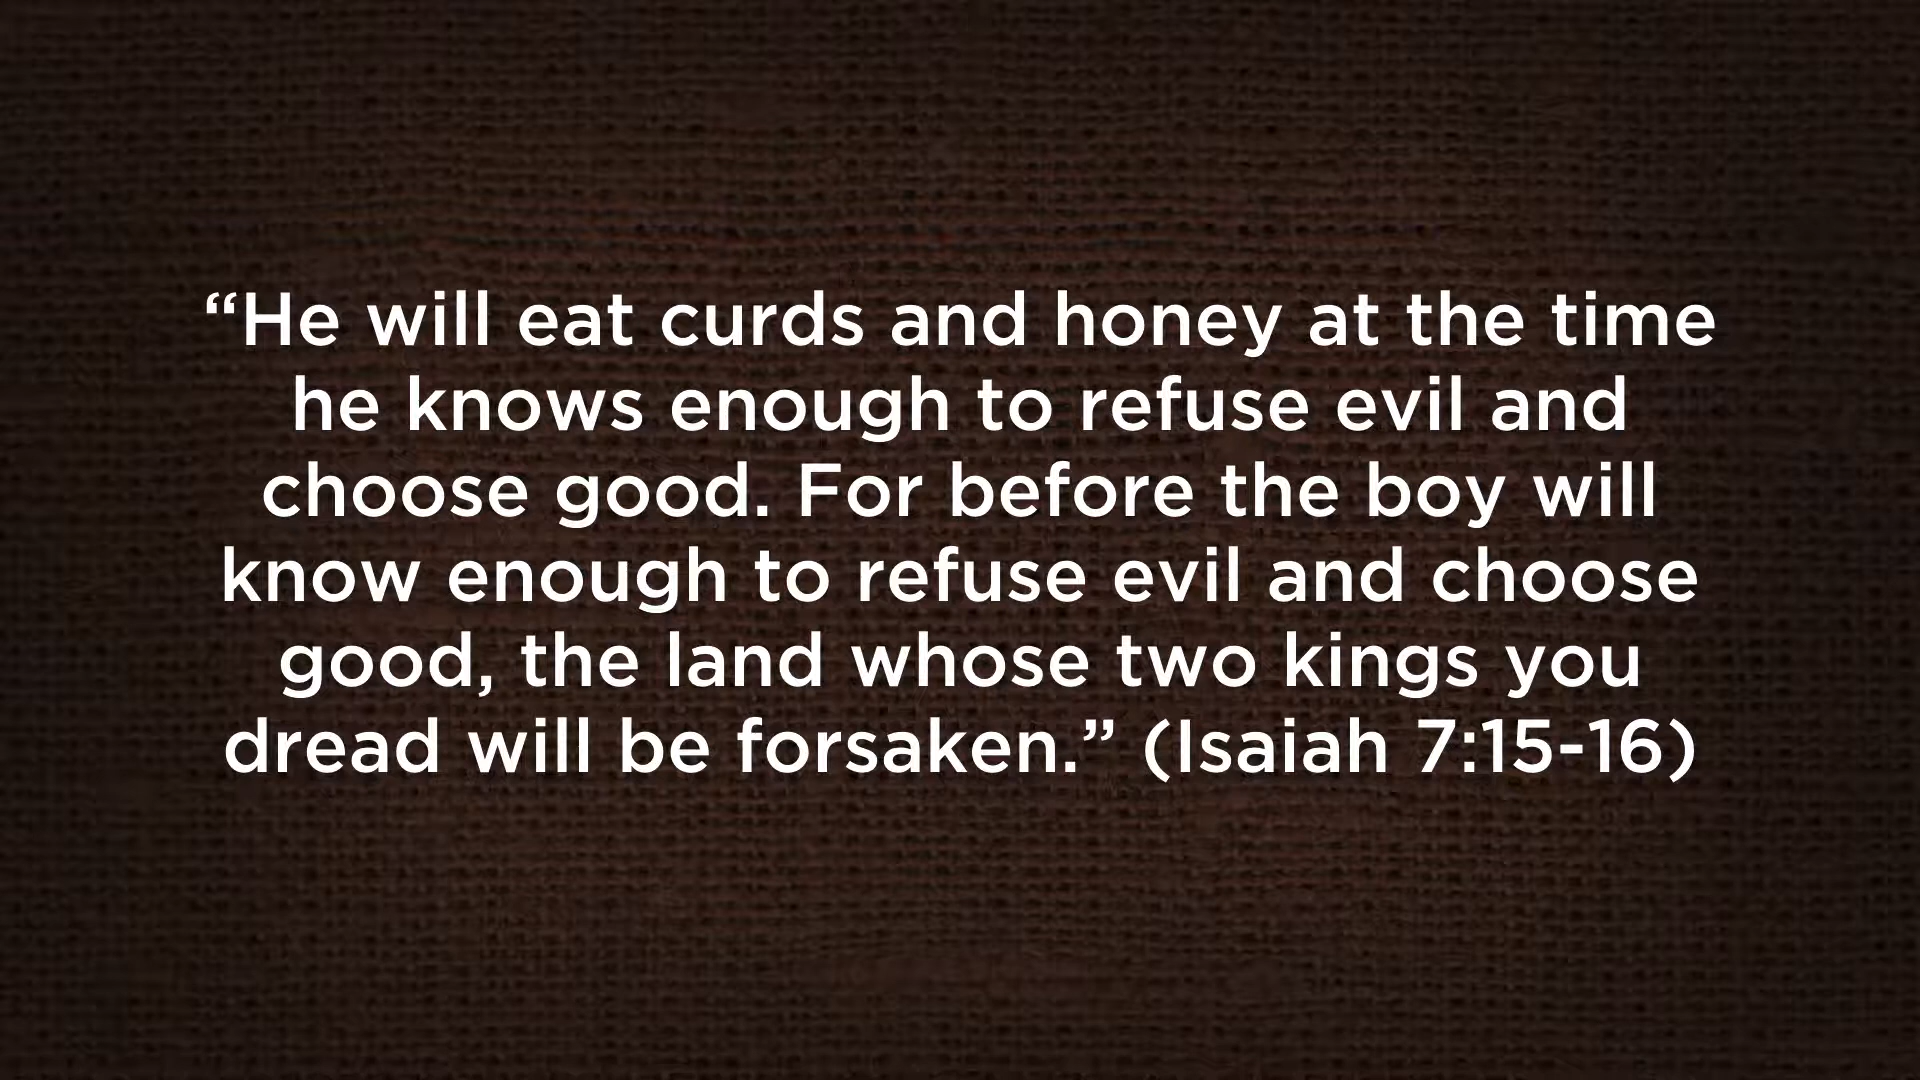 “He will eat curds and honey at the time
he knows enough to refuse evil and
choose good. For before the boy will
know enough to refuse evil and choose
good, the land whose two kings you
dread will be forsaken.” (Isaiah 7:15-16)